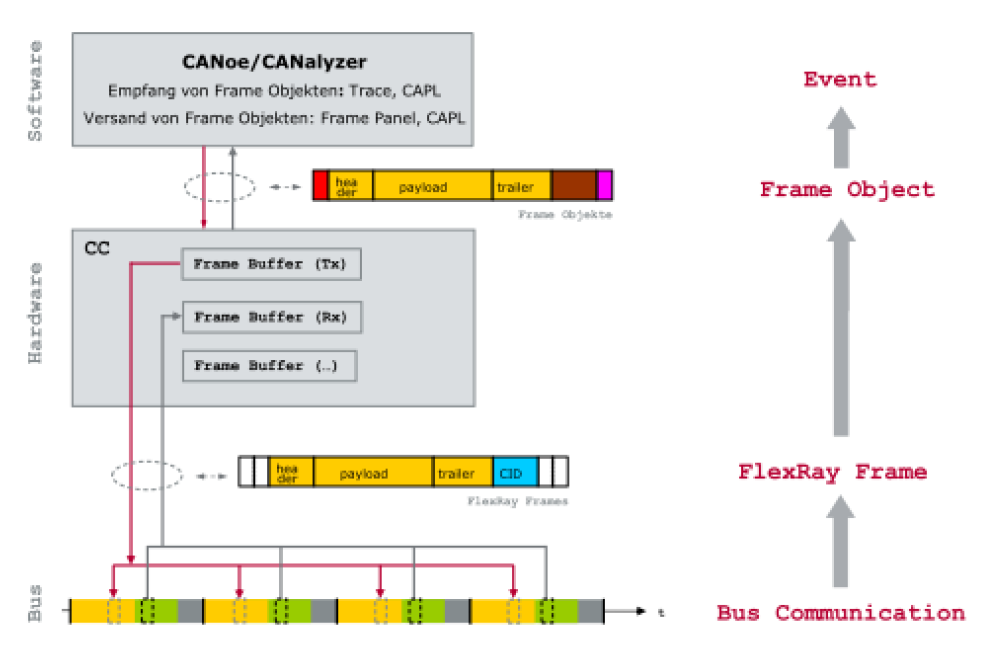 Software
CANoe/CANalyzer
Empfang von Frame Objekten: Trace, CAPL
Versand von Frame Objekten: Frame Panel, CAPL
hea
der
payload
trailer
Frame Objekte
Hardware
CC
Frame Buffer (Tx)
Frame Buffer (Rx)
Frame Buffer (…)
hea
der
payload
trailer
CID
FlexRay Frames
Bus
t
Event
Frame Object
FlexRay Frame
Bus Communication